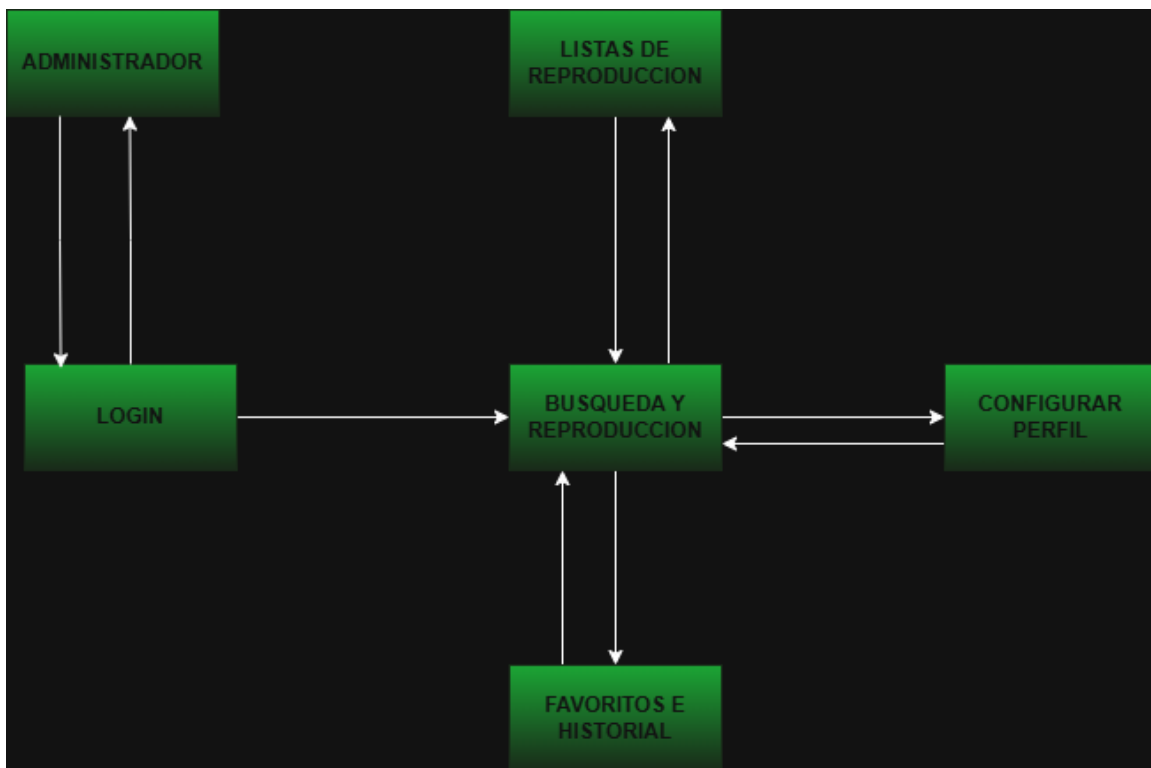 ADMINISTRADOR
LISTAS DE
REPRODUCCION
LOGIN
BUSQUEDA Y
REPRODUCCION
CONFIGURAR
PERFIL
FAVORITOS E
HISTORIAL